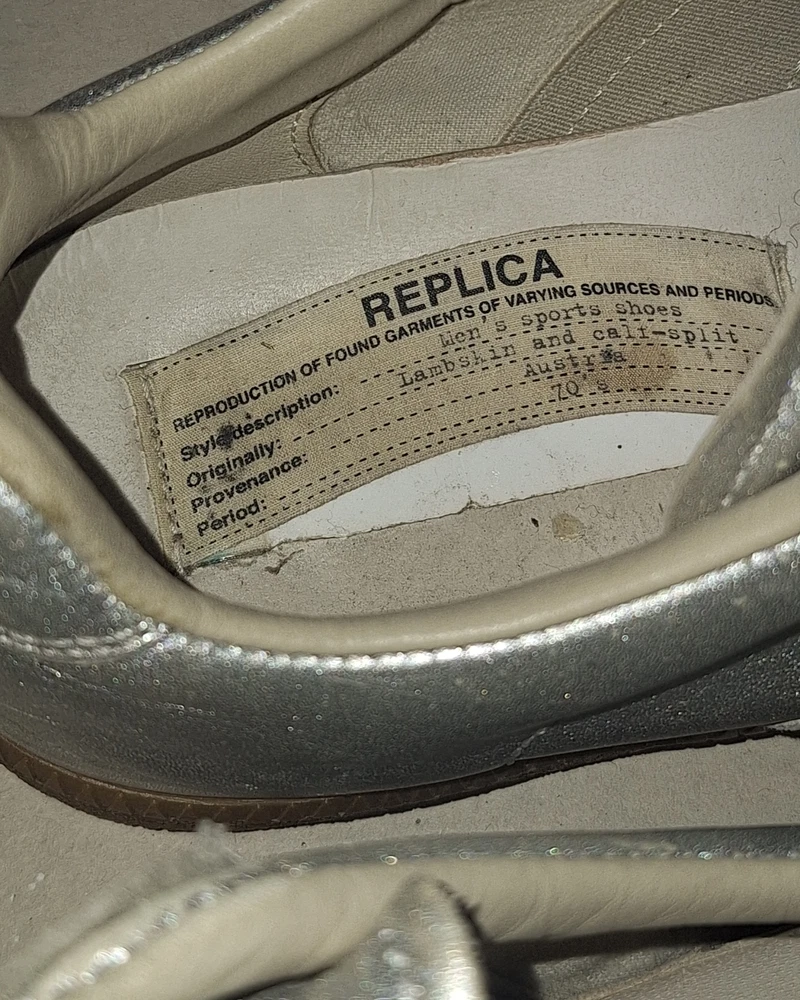 REPLICA
REPRODUCTION OF FOUND GARMENTS OF VARYING SOURCES AND PERIODS.
Style description: Men's sports shoes
Originally: Lambskin and calf-split
Provenance: Austria
Period: 70's